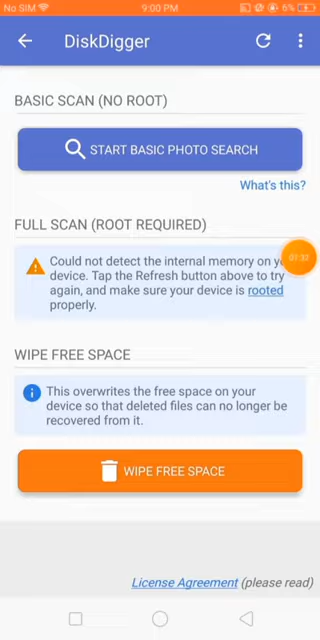 No SIM 9:00 PM 6%
DiskDigger
BASIC SCAN (NO ROOT)
START BASIC PHOTO SEARCH
What's this?
FULL SCAN (ROOT REQUIRED)
Could not detect the internal memory on
device. Tap the Refresh button above to try
again, and make sure your device is rooted
properly.
WIPE FREE SPACE
This overwrites the free space on your
device so that deleted files can no longer be
recovered from it.
WIPE FREE SPACE
License Agreement (please read)